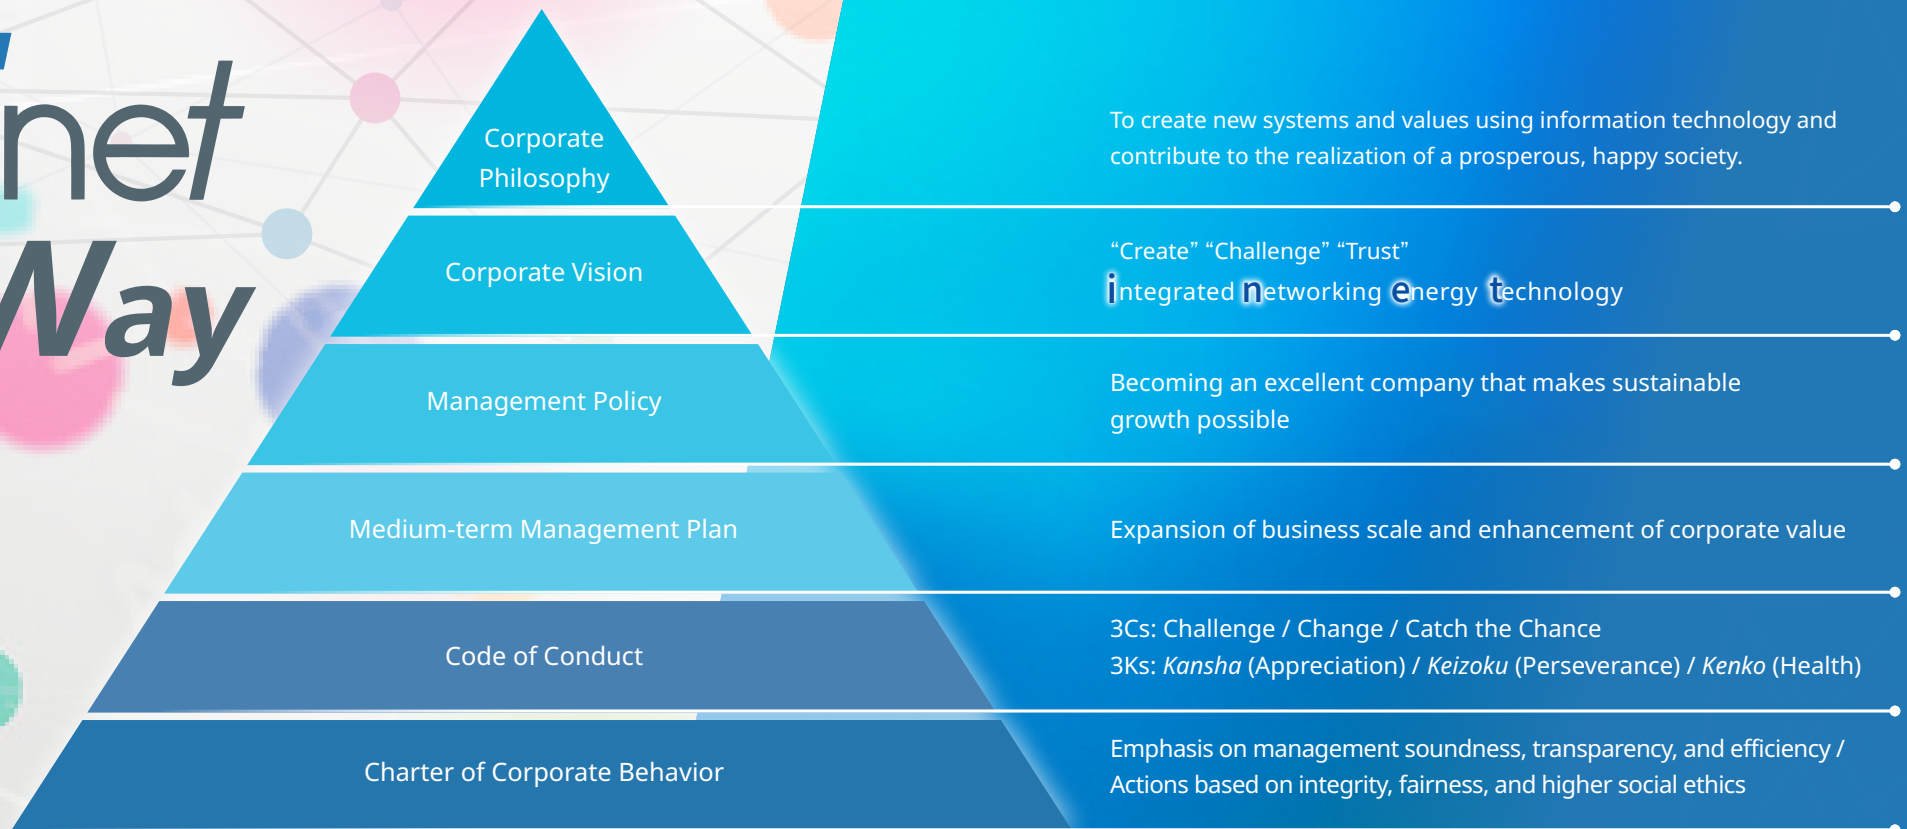 net
Way
Corporate
Philosophy
To create new systems and values using information technology and
contribute to the realization of a prosperous, happy society.
Corporate Vision
“Create” “Challenge” “Trust”
integrated networking energy technology
Management Policy
Becoming an excellent company that makes sustainable
growth possible
Medium-term Management Plan
Expansion of business scale and enhancement of corporate value
Code of Conduct
3Cs: Challenge / Change / Catch the Chance
3Ks: Kansha (Appreciation) / Keizoku (Perseverance) / Kenko (Health)
Charter of Corporate Behavior
Emphasis on management soundness, transparency, and efficiency /
Actions based on integrity, fairness, and higher social ethics